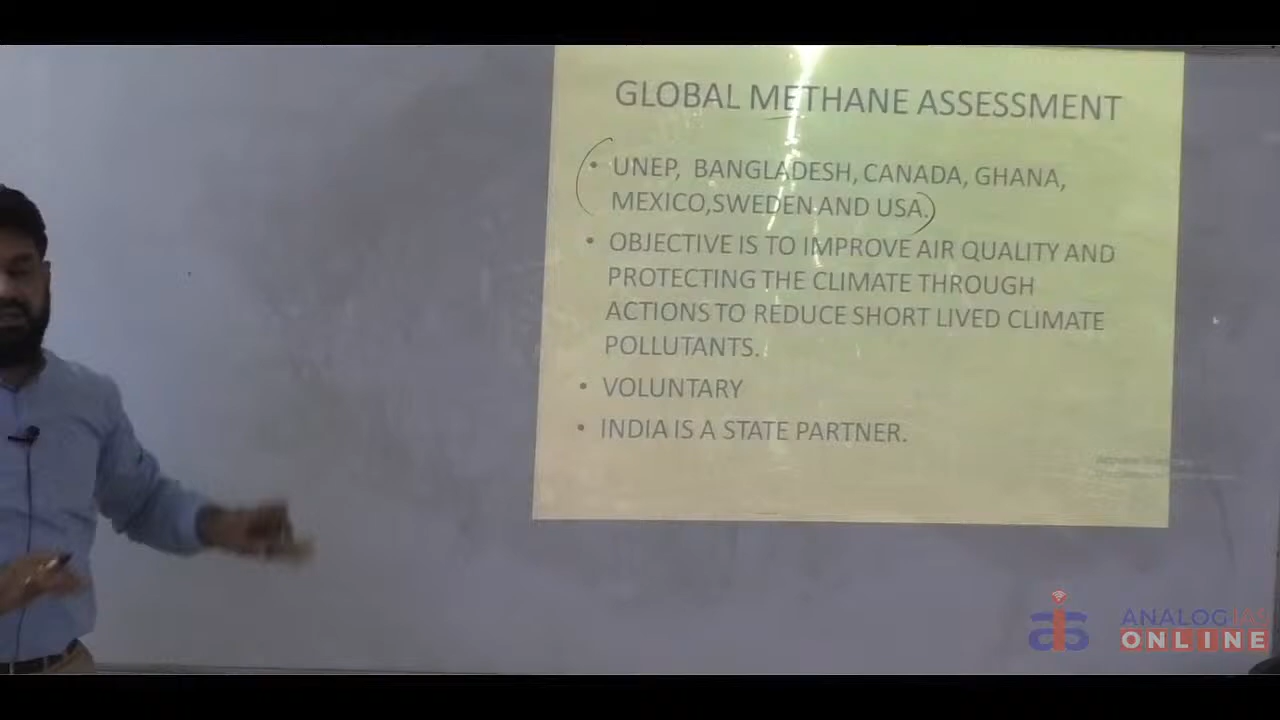 GLOBAL METHANE ASSESSMENT
• UNEP, BANGLADESH, CANADA, GHANA,
MEXICO,SWEDEN AND USA.
• OBJECTIVE IS TO IMPROVE AIR QUALITY AND
PROTECTING THE CLIMATE THROUGH
ACTIONS TO REDUCE SHORT LIVED CLIMATE
POLLUTANTS.
• VOLUNTARY
• INDIA IS A STATE PARTNER.
ANALOG IAS
ONLINE